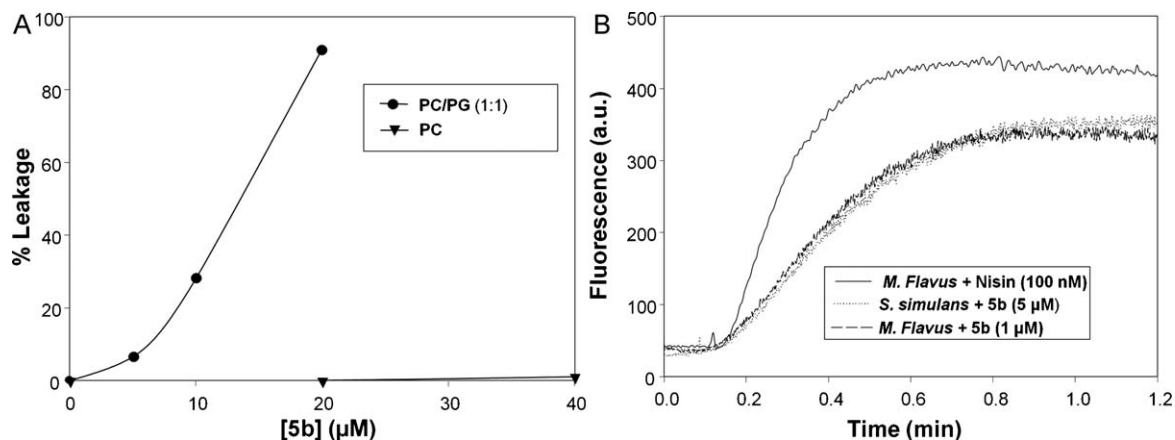 A
% Leakage
100
80
60
40
20
0
PC/PG (1:1)
PC
0
10
20
30
40
[5b] (µM)
B
Fluorescence (a.u.)
500
400
300
200
100
0
M. Flavus + Nisin (100 nM)
S. simulans + 5b (5 µM)
M. Flavus + 5b (1 µM)
0.0
0.2
0.4
0.6
0.8
1.0
1.2
Time (min)